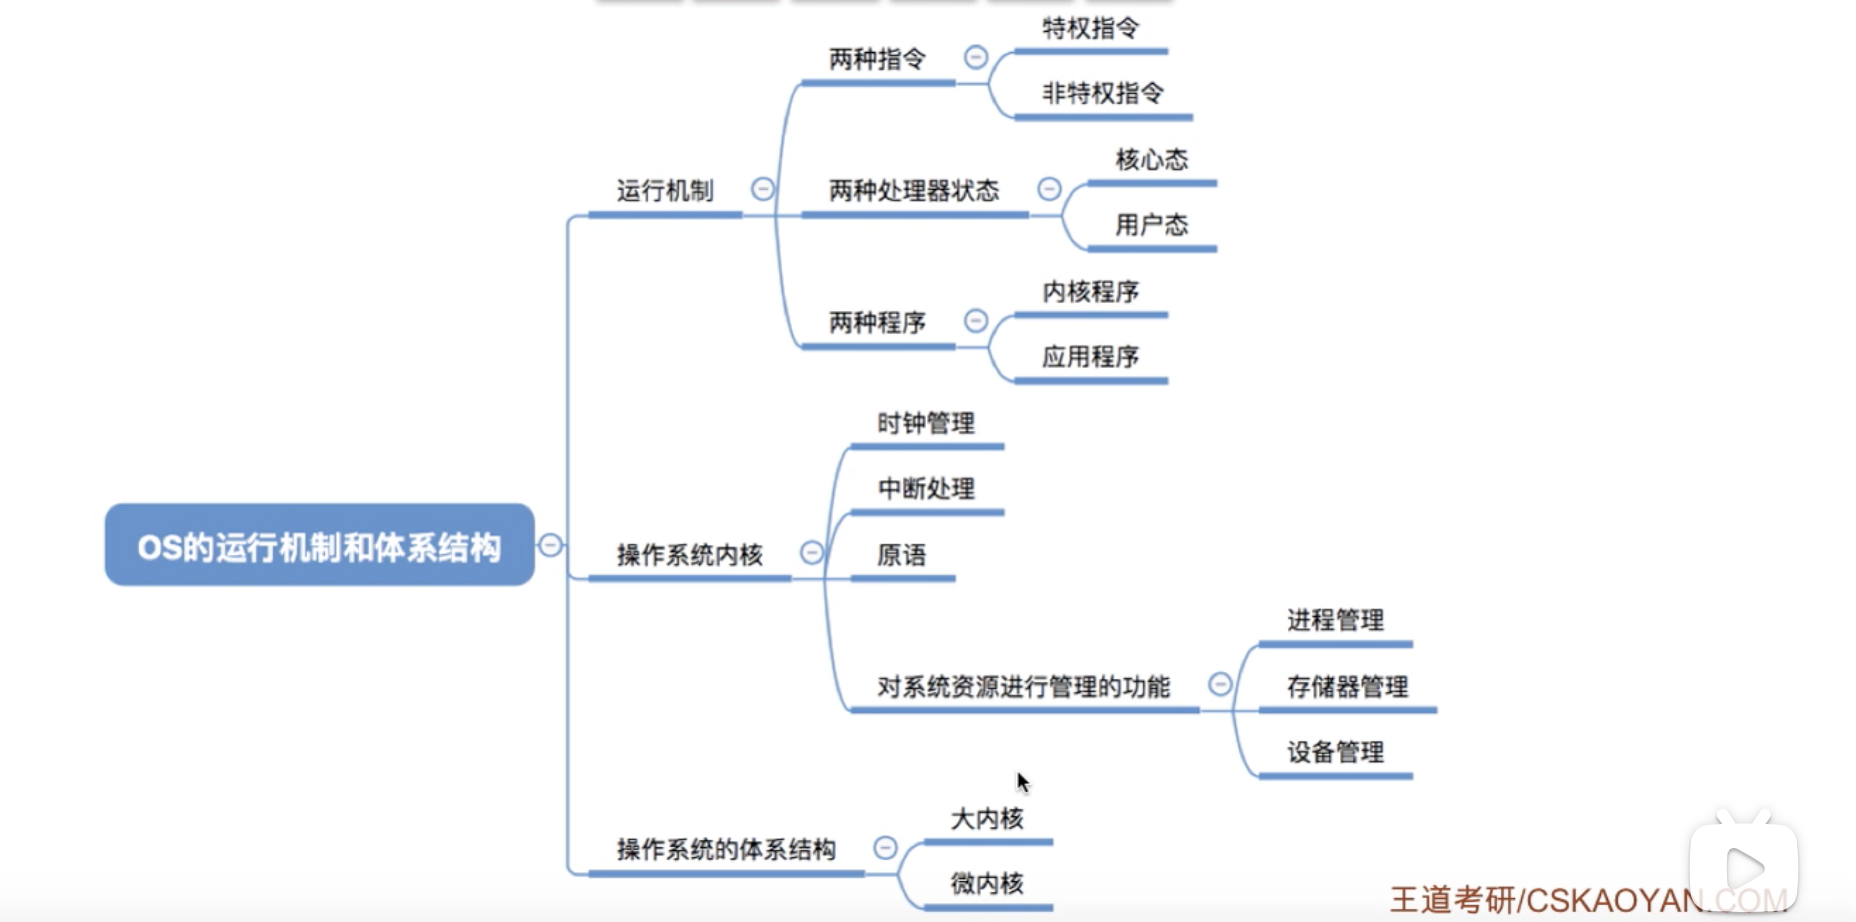 特权指令
两种指令
非特权指令
核心态
运行机制
两种处理器状态
用户态
内核程序
两种程序
应用程序
时钟管理
中断处理
OS的运行机制和体系结构
操作系统内核
原语
进程管理
对系统资源进行管理的功能
存储器管理
设备管理
大内核
操作系统的体系结构
微内核
王道考研/CSKAOYAN.COM